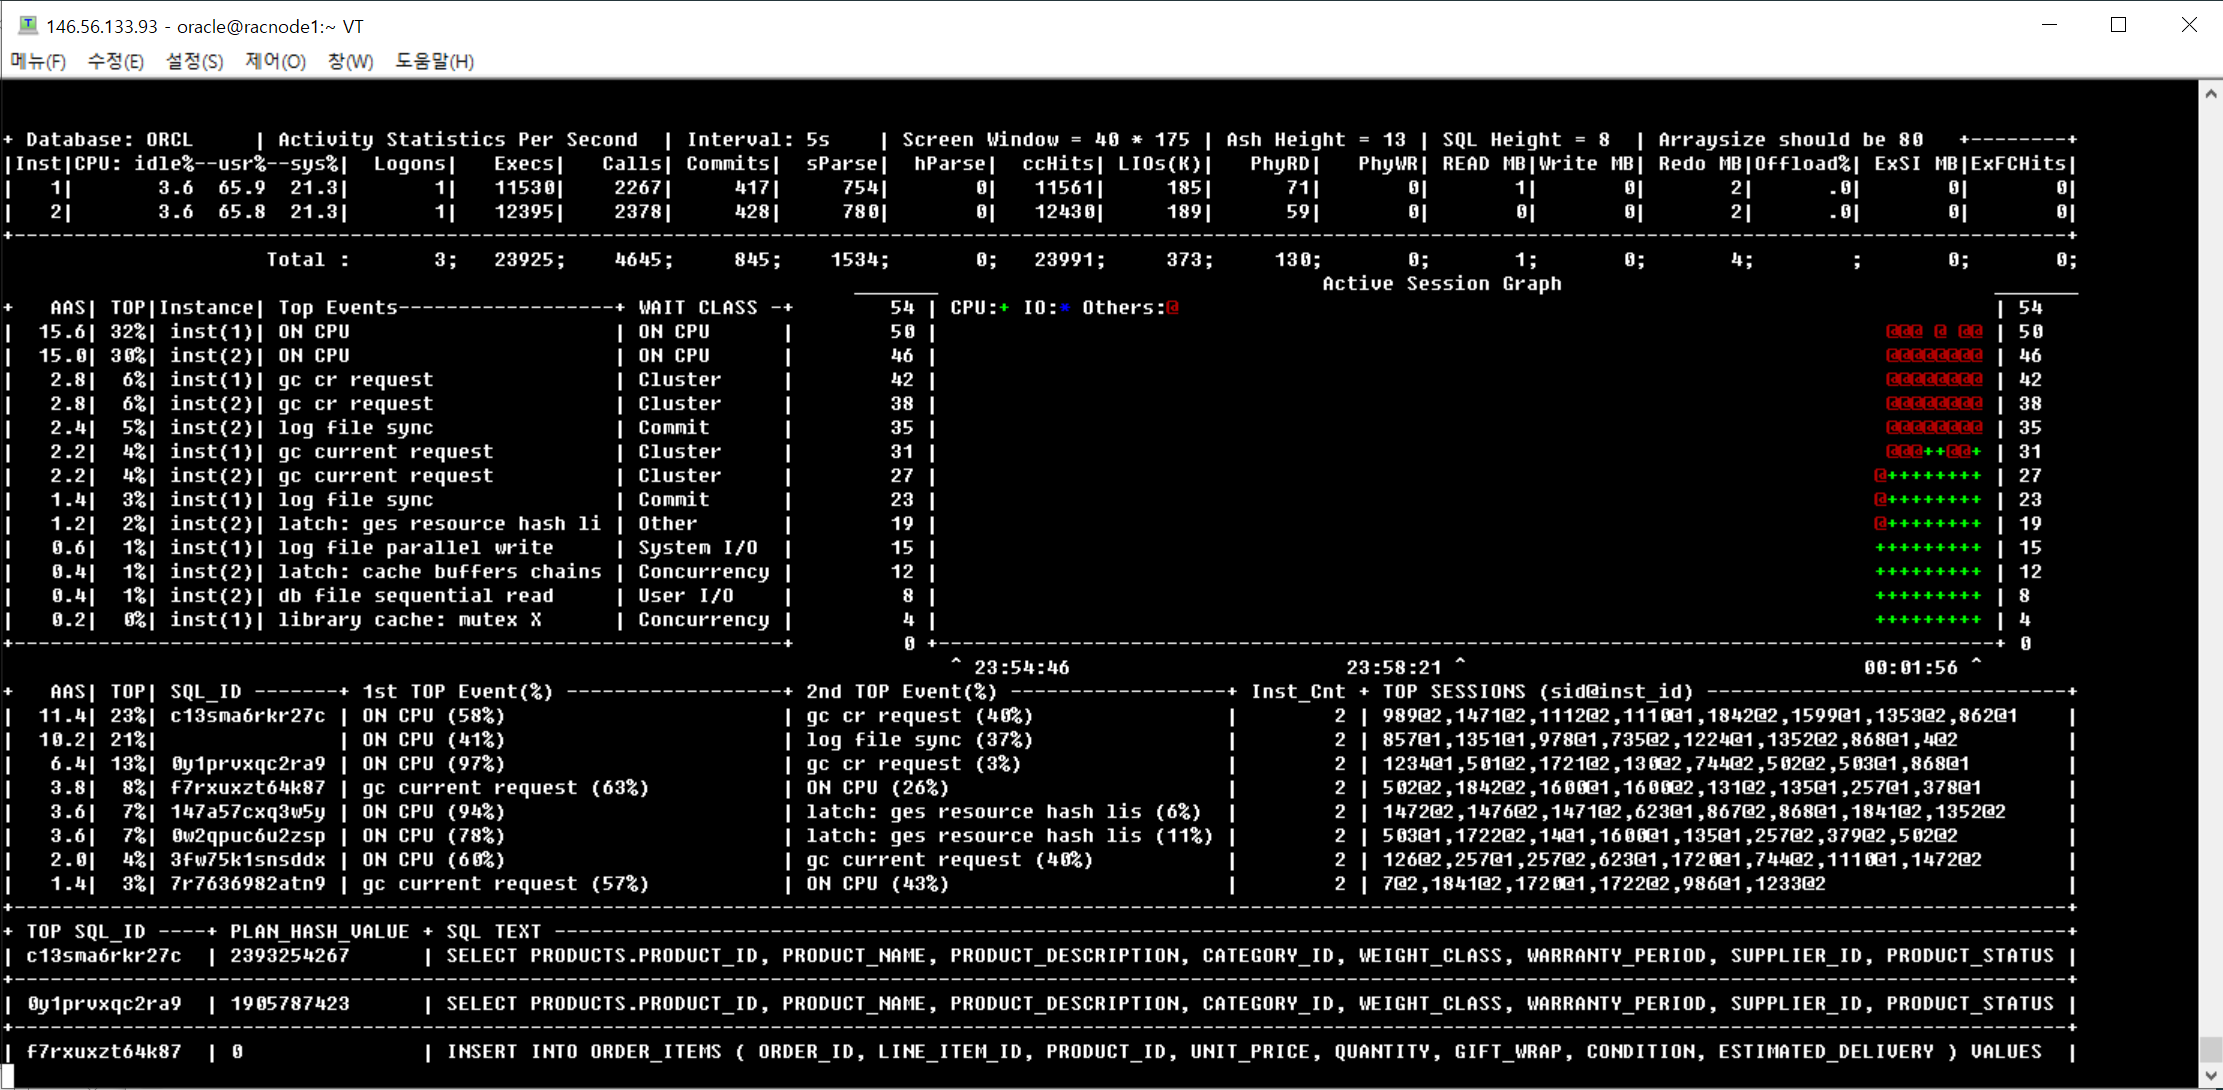 146.56.133.93 - oracle@racnode1:~ VT
메뉴(F) 수정(E) 설정(S) 제어(O) 창(W) 도움말(H)
+ Database: ORCL | Activity Statistics Per Second | Interval: 5s | Screen Window = 40 * 175 | Ash Height = 13 | SQL Height = 8 | Arraysize should be 80 +--------+
|Inst|CPU: idle%--usr%--sys%| Logons| Execs| Calls| Commits| sParse| hParse| ccHits| LIOs(K)| PhyRD| PhyWR| READ MB|Write MB| Redo MB|Offload%| ExSI MB|ExFCHits|
| 1| 3.6 65.9 21.3| 1| 11530| 2267| 417| 754| 0| 11561| 185| 71| 0| 1| 0| 2| .0| 0| 0|
| 2| 3.6 65.8 21.3| 1| 12395| 2378| 428| 780| 0| 12430| 189| 59| 0| 0| 0| 2| .0| 0| 0|
Total : 3; 23925; 4645; 845; 1534; 0; 23991; 373; 130; 0; 1; 0; 4; ; 0; 0;
Active Session Graph
+ AAS| TOP|Instance| Top Events------------------+ WAIT CLASS -+ 54 | CPU:+ IO:* Others:@ | 54
| 15.6| 32%| inst(1)| ON CPU | ON CPU | 50 | @@@ @ @@ | 50
| 15.0| 30%| inst(2)| ON CPU | ON CPU | 46 | @@@@@@@@ | 46
| 2.8| 6%| inst(1)| gc cr request | Cluster | 42 | @@@@@@@@ | 42
| 2.8| 6%| inst(2)| gc cr request | Cluster | 38 | @@@@@@@@ | 38
| 2.4| 5%| inst(2)| log file sync | Commit | 35 | @@@@@@@@ | 35
| 2.2| 4%| inst(1)| gc current request | Cluster | 31 | @@@++@@+ | 31
| 2.2| 4%| inst(2)| gc current request | Cluster | 27 | @++++++++ | 27
| 1.4| 3%| inst(1)| log file sync | Commit | 23 | @++++++++ | 23
| 1.2| 2%| inst(2)| latch: ges resource hash li | Other | 19 | @++++++++ | 19
| 0.6| 1%| inst(1)| log file parallel write | System I/O | 15 | +++++++++ | 15
| 0.4| 1%| inst(2)| latch: cache buffers chains | Concurrency | 12 | +++++++++ | 12
| 0.4| 1%| inst(2)| db file sequential read | User I/O | 8 | +++++++++ | 8
| 0.2| 0%| inst(1)| library cache: mutex X | Concurrency | 4 | +++++++++ | 4
0 + + 0
^ 23:54:46 23:58:21 ^ 00:01:56 ^
+ AAS| TOP| SQL_ID -------+ 1st TOP Event(%) ------------------+ 2nd TOP Event(%) ------------------+ Inst_Cnt + TOP SESSIONS (sid@inst_id) ------------------------------+
| 11.4| 23%| c13sma6rkr27c | ON CPU (58%) | gc cr request (40%) | 2 | 989@2,1471@2,1112@2,1110@1,1842@2,1599@1,1353@2,862@1 |
| 10.2| 21%| | ON CPU (41%) | log file sync (37%) | 2 | 857@1,1351@1,978@1,735@2,1224@1,1352@2,868@1,4@2 |
| 6.4| 13%| 0y1prvxqc2ra9 | ON CPU (97%) | gc cr request (3%) | 2 | 1234@1,501@2,1721@2,130@2,744@2,502@2,503@1,868@1 |
| 3.8| 8%| f7rxuxzt64k87 | gc current request (63%) | ON CPU (26%) | 2 | 502@2,1842@2,1600@1,1600@2,131@2,135@1,257@1,378@1 |
| 3.6| 7%| 147a57cxq3w5y | ON CPU (94%) | latch: ges resource hash lis (6%) | 2 | 1472@2,1476@2,1471@2,623@1,867@2,868@1,1841@2,1352@2 |
| 3.6| 7%| 0w2qpuc6u2zsp | ON CPU (78%) | latch: ges resource hash lis (11%) | 2 | 503@1,1722@2,14@1,1600@1,135@1,257@2,379@2,502@2 |
| 2.0| 4%| 3fw75k1snsddx | ON CPU (60%) | gc current request (40%) | 2 | 126@2,257@1,257@2,623@1,1720@1,744@2,1110@1,1472@2 |
| 1.4| 3%| 7r7636982atn9 | gc current request (57%) | ON CPU (43%) | 2 | 7@2,1841@2,1720@1,1722@2,986@1,1233@2 |
+ TOP SQL_ID ----+ PLAN_HASH_VALUE + SQL TEXT ------------------------------+
| c13sma6rkr27c | 2393254267 | SELECT PRODUCTS.PRODUCT_ID, PRODUCT_NAME, PRODUCT_DESCRIPTION, CATEGORY_ID, WEIGHT_CLASS, WARRANTY_PERIOD, SUPPLIER_ID, PRODUCT_STATUS |
| 0y1prvxqc2ra9 | 1905787423 | SELECT PRODUCTS.PRODUCT_ID, PRODUCT_NAME, PRODUCT_DESCRIPTION, CATEGORY_ID, WEIGHT_CLASS, WARRANTY_PERIOD, SUPPLIER_ID, PRODUCT_STATUS |
| f7rxuxzt64k87 | 0 | INSERT INTO ORDER_ITEMS ( ORDER_ID, LINE_ITEM_ID, PRODUCT_ID, UNIT_PRICE, QUANTITY, GIFT_WRAP, CONDITION, ESTIMATED_DELIVERY ) VALUES |